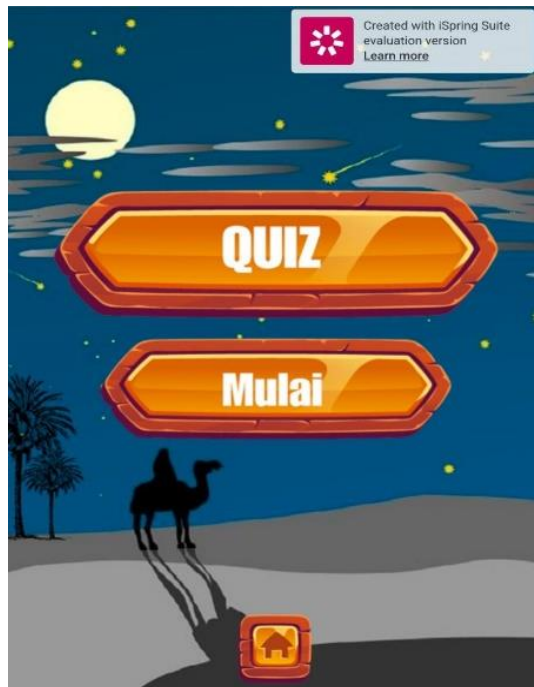 Created with iSpring Suite
evaluation version
Learn more
QUIZ
Mulai